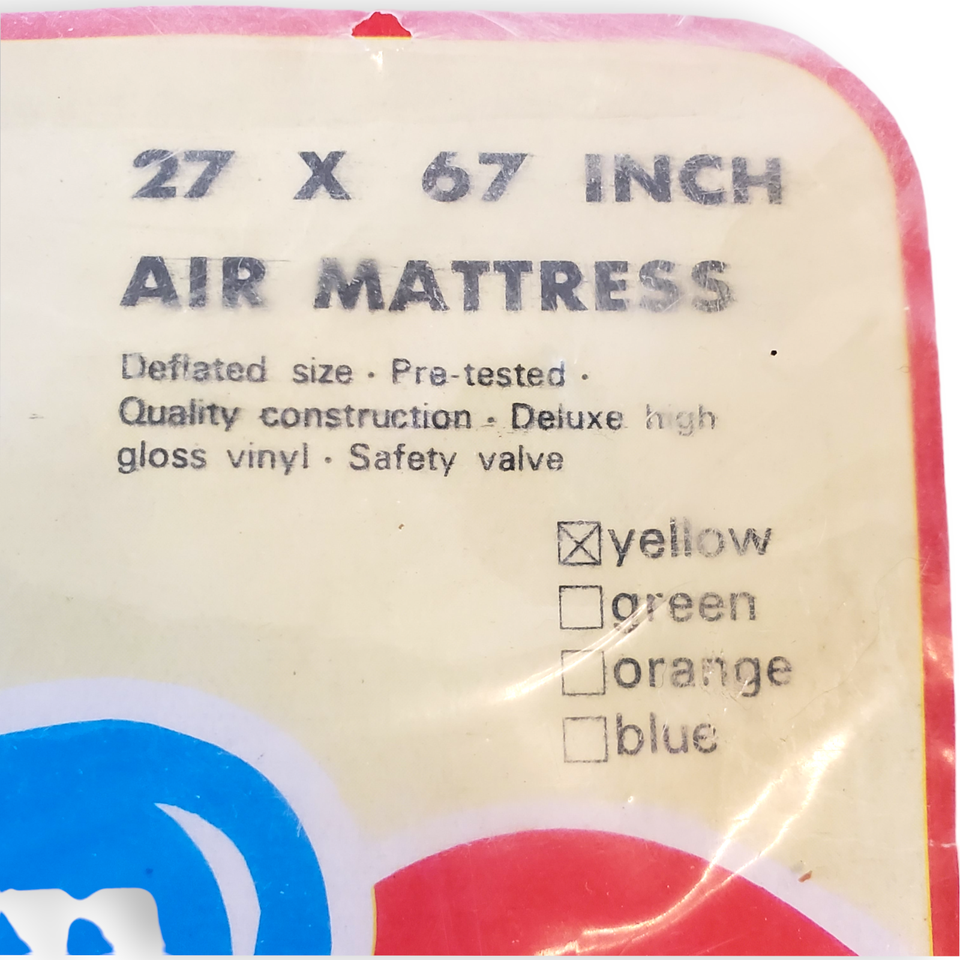 27 X 67 INCH
AIR MATTRESS
Deflated size · Pre-tested ·
Quality construction · Deluxe high
gloss vinyl · Safety valve
☒ yellow
☐ green
☐ orange
☐ blue